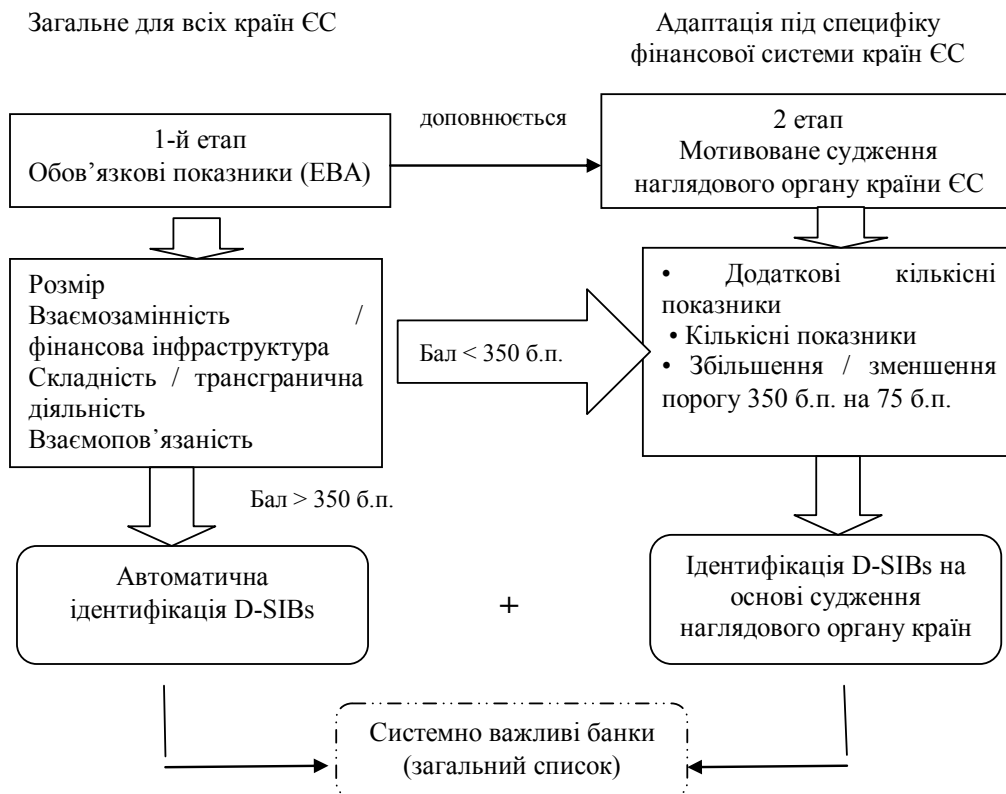 Загальне для всіх країн ЄС
Адаптація під специфіку
фінансової системи країн ЄС
1-й етап
Обов’язкові показники (EBA)
доповнюється
2 етап
Мотивоване судження
наглядового органу країни ЄС
Розмір
Взаємозамінність /
фінансова інфраструктура
Складність / трансгранична
діяльність
Взаємопов’язаність
Бал < 350 б.п.
• Додаткові кількісні
показники
• Кількісні показники
• Збільшення / зменшення
порогу 350 б.п. на 75 б.п.
Бал > 350 б.п.
Автоматична
ідентифікація D-SIBs
+
Ідентифікація D-SIBs на
основі судження
наглядового органу країн
Системно важливі банки
(загальний список)